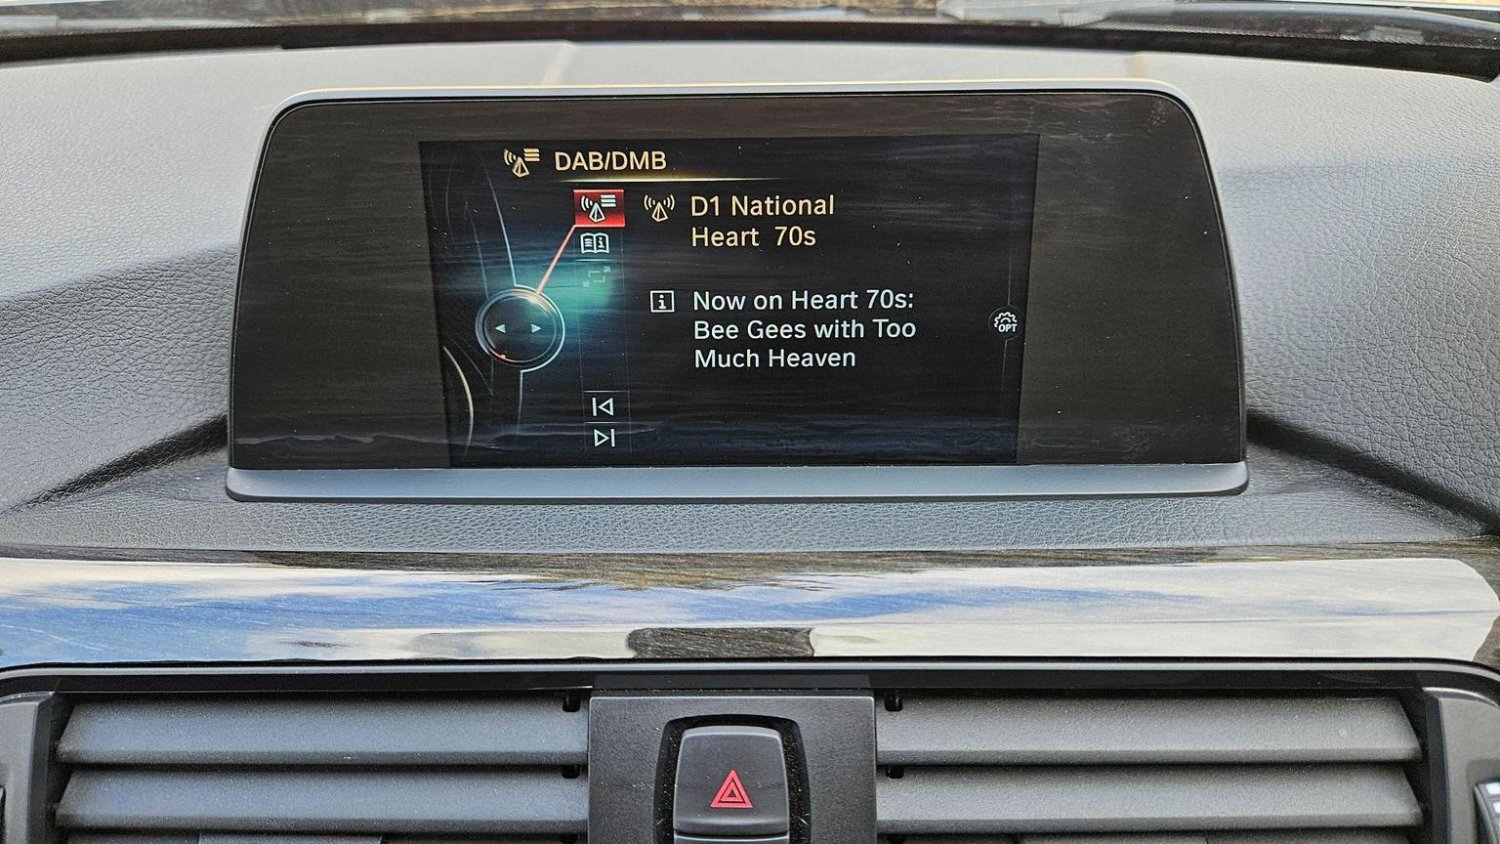 DAB/DMB
D1 National
Heart 70s
Now on Heart 70s:
Bee Gees with Too
Much Heaven
OPT